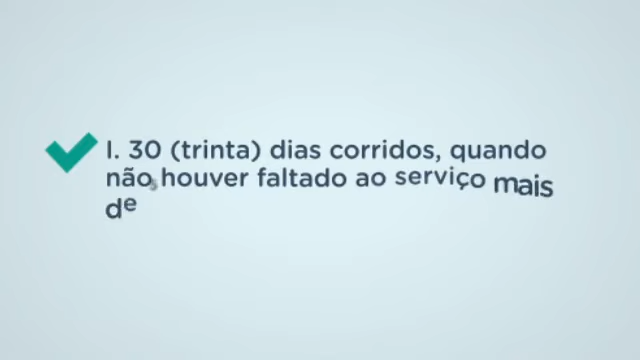 I. 30 (trinta) dias corridos, quando
não houver faltado ao serviço mais
de